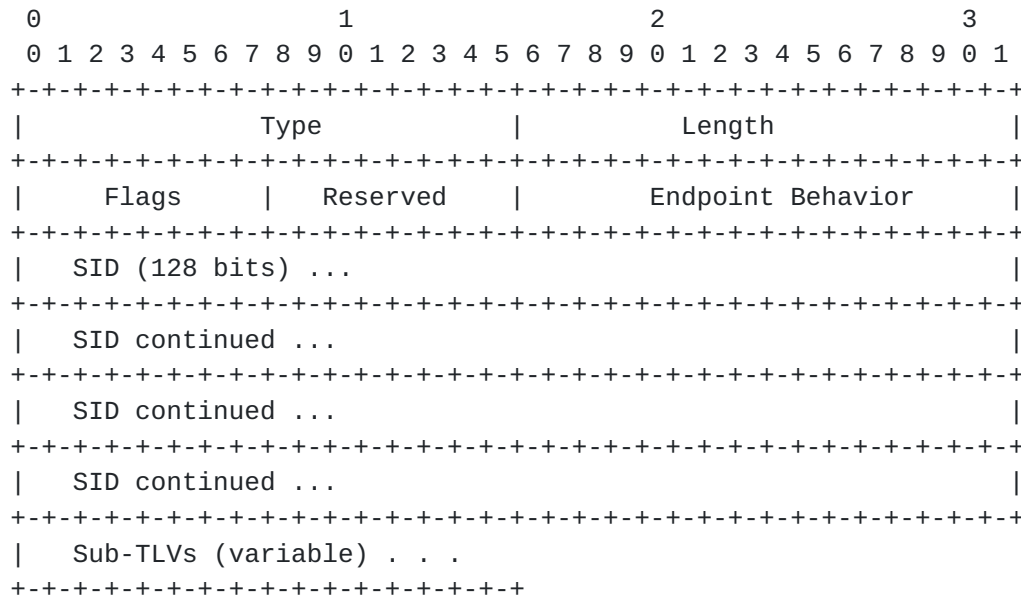 0                   1                   2                   3
 0 1 2 3 4 5 6 7 8 9 0 1 2 3 4 5 6 7 8 9 0 1 2 3 4 5 6 7 8 9 0 1
+-+-+-+-+-+-+-+-+-+-+-+-+-+-+-+-+-+-+-+-+-+-+-+-+-+-+-+-+-+-+-+-+
|               Type            |          Length               |
+-+-+-+-+-+-+-+-+-+-+-+-+-+-+-+-+-+-+-+-+-+-+-+-+-+-+-+-+-+-+-+-+
|     Flags     |   Reserved    |        Endpoint Behavior      |
+-+-+-+-+-+-+-+-+-+-+-+-+-+-+-+-+-+-+-+-+-+-+-+-+-+-+-+-+-+-+-+-+
|   SID (128 bits) ...                                          |
+-+-+-+-+-+-+-+-+-+-+-+-+-+-+-+-+-+-+-+-+-+-+-+-+-+-+-+-+-+-+-+-+
|   SID continued ...                                           |
+-+-+-+-+-+-+-+-+-+-+-+-+-+-+-+-+-+-+-+-+-+-+-+-+-+-+-+-+-+-+-+-+
|   SID continued ...                                           |
+-+-+-+-+-+-+-+-+-+-+-+-+-+-+-+-+-+-+-+-+-+-+-+-+-+-+-+-+-+-+-+-+
|   SID continued ...                                           |
+-+-+-+-+-+-+-+-+-+-+-+-+-+-+-+-+-+-+-+-+-+-+-+-+-+-+-+-+-+-+-+-+
|   Sub-TLVs (variable) . . .
+-+-+-+-+-+-+-+-+-+-+-+-+-+-+-+-+